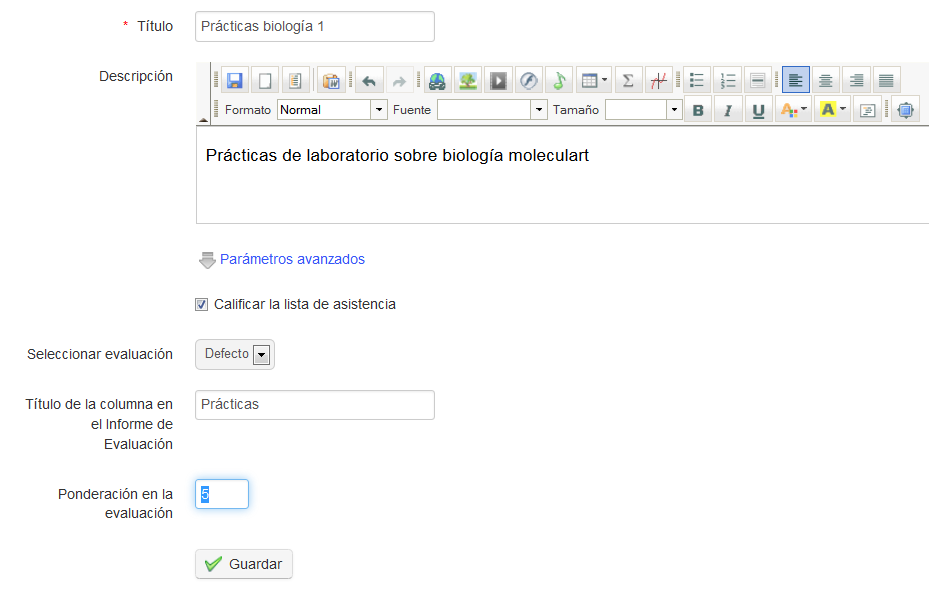 * Título
Prácticas biología 1
Descripción
Formato Normal Fuente Tamaño B I U A A
Prácticas de laboratorio sobre biología moleculart
Parámetros avanzados
Calificar la lista de asistencia
Seleccionar evaluación
Defecto
Título de la columna en
el Informe de
Evaluación
Prácticas
Ponderación en la
evaluación
5
Guardar